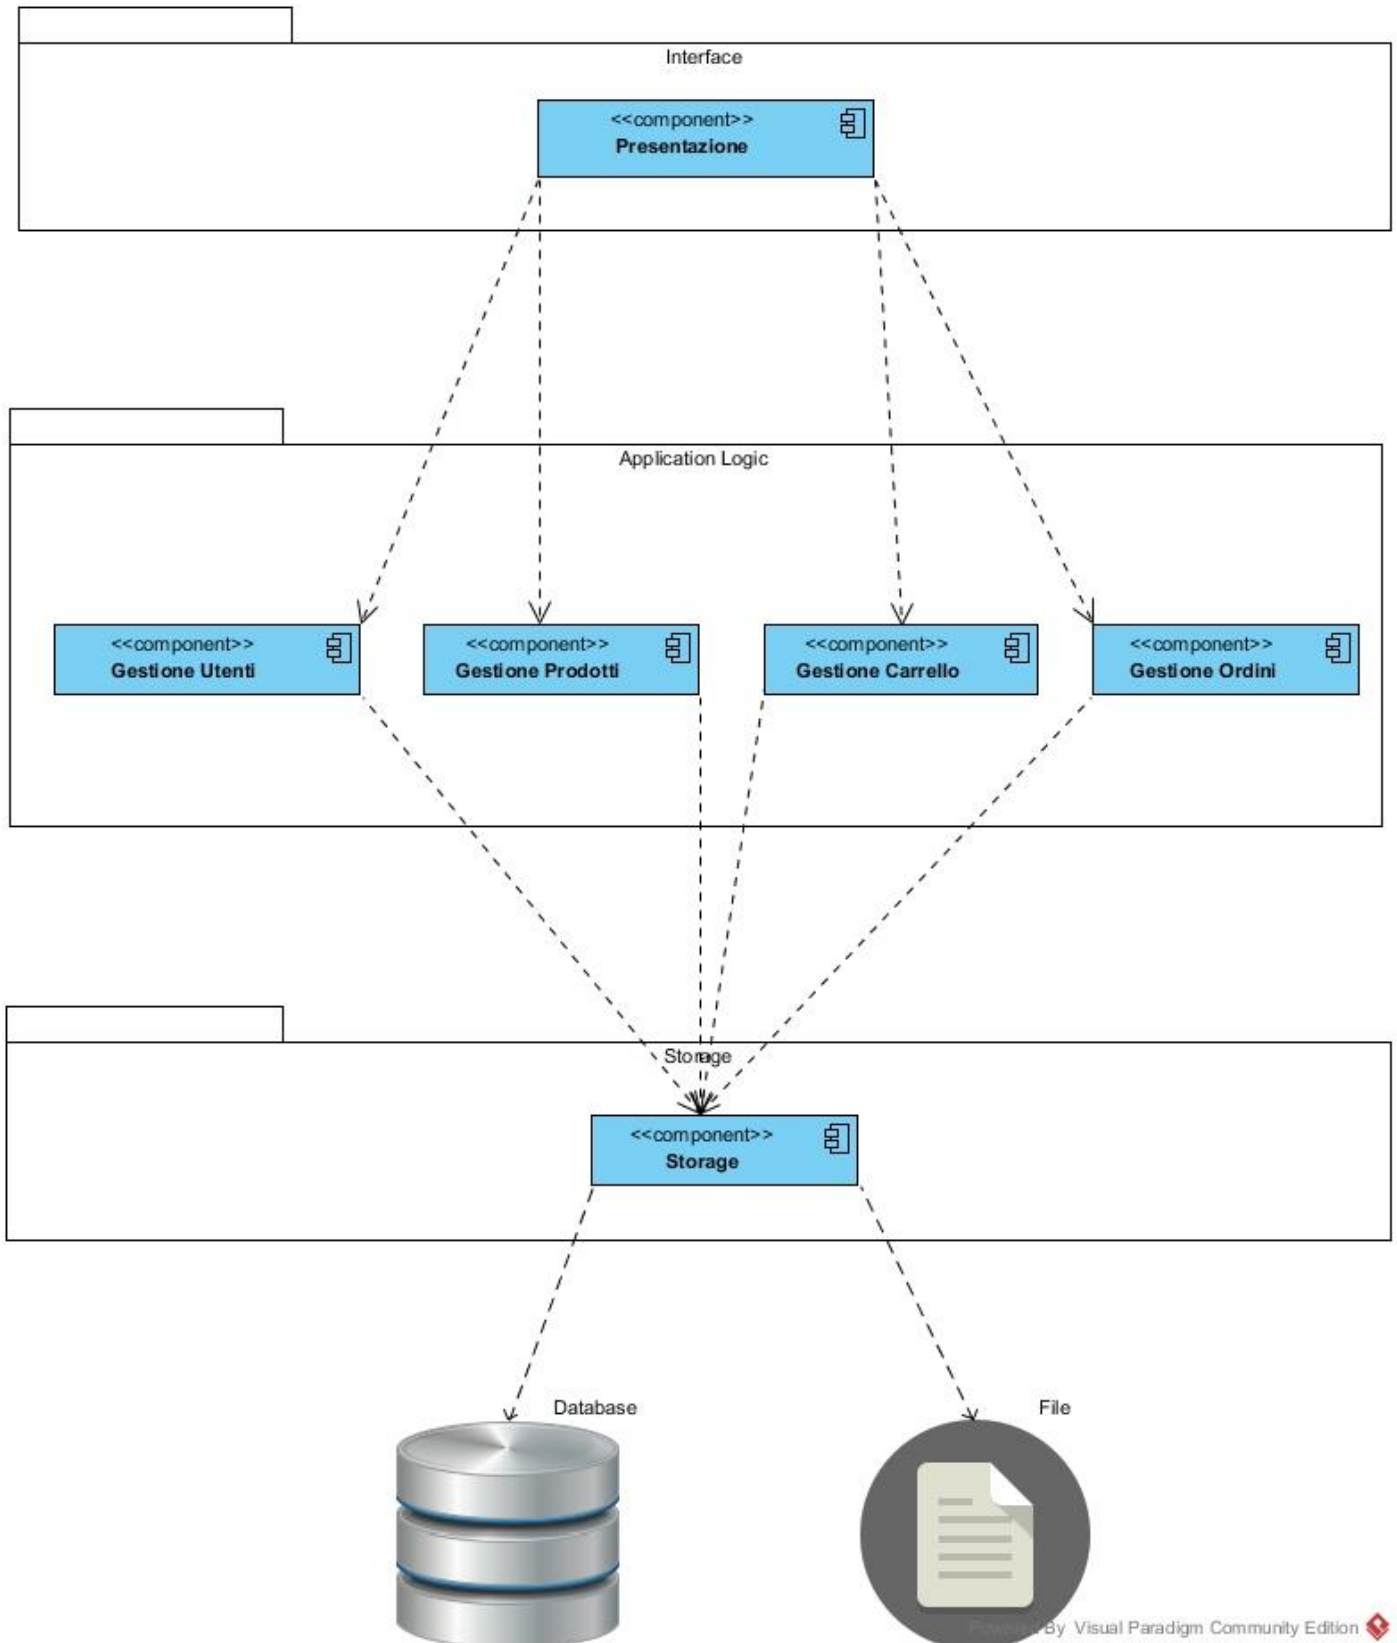 Interface
<<component>>
Presentazione
Application Logic
<<component>>
Gestione Utenti
<<component>>
Gestione Prodotti
<<component>>
Gestione Carrello
<<component>>
Gestione Ordini
Storage
<<component>>
Storage
Database
File
Powered By Visual Paradigm Community Edition